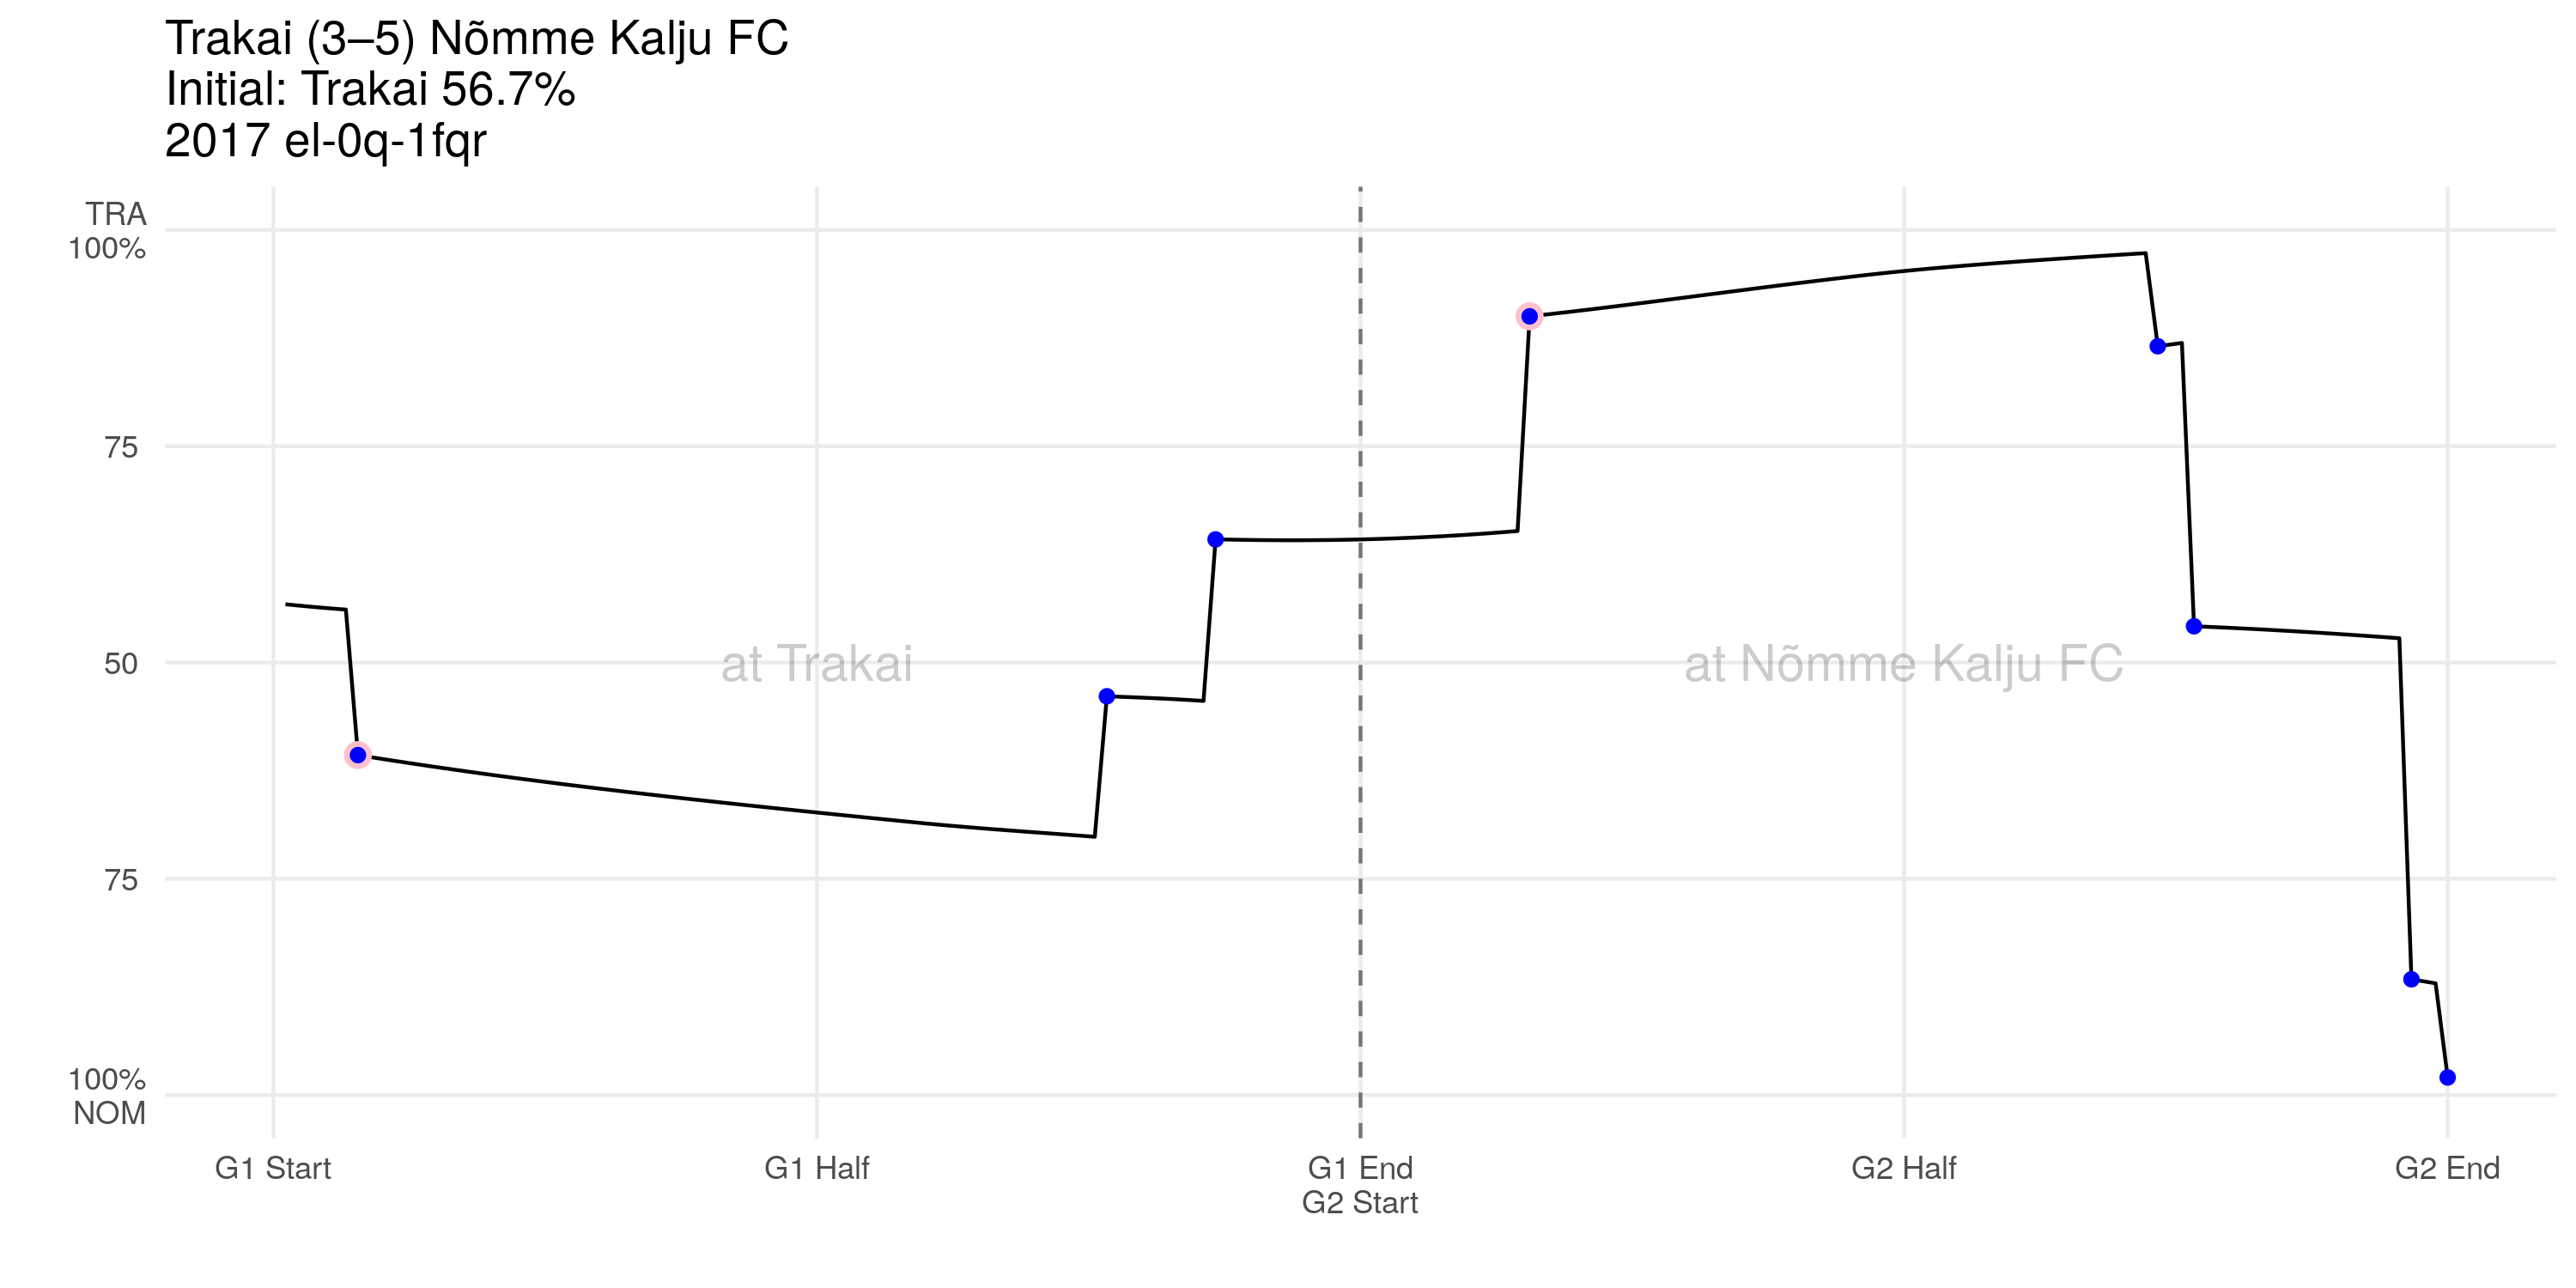 Trakai (3–5) Nõmme Kalju FC
Initial: Trakai 56.7%
2017 el-0q-1fqr
TRA
100%
75
50
75
100%
NOM
at Trakai
at Nõmme Kalju FC
G1 Start
G1 Half
G1 End
G2 Start
G2 Half
G2 End